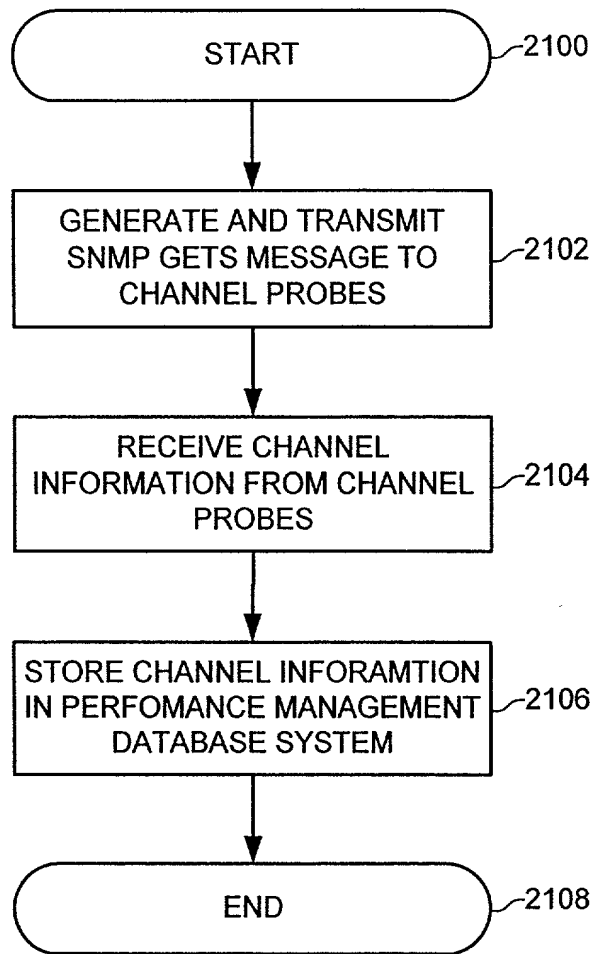 START
2100
GENERATE AND TRANSMIT
SNMP GETS MESSAGE TO
CHANNEL PROBES
2102
RECEIVE CHANNEL
INFORMATION FROM CHANNEL
PROBES
2104
STORE CHANNEL INFORAMTION
IN PERFOMANCE MANAGEMENT
DATABASE SYSTEM
2106
END
2108